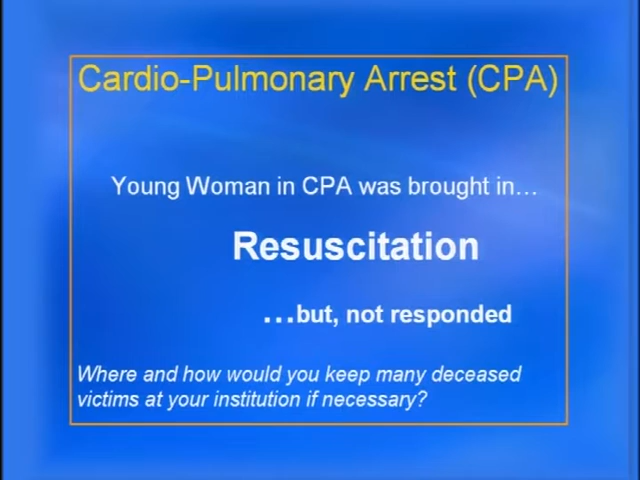 Cardio-Pulmonary Arrest (CPA)
Young Woman in CPA was brought in…
Resuscitation
…but, not responded
Where and how would you keep many deceased
victims at your institution if necessary?